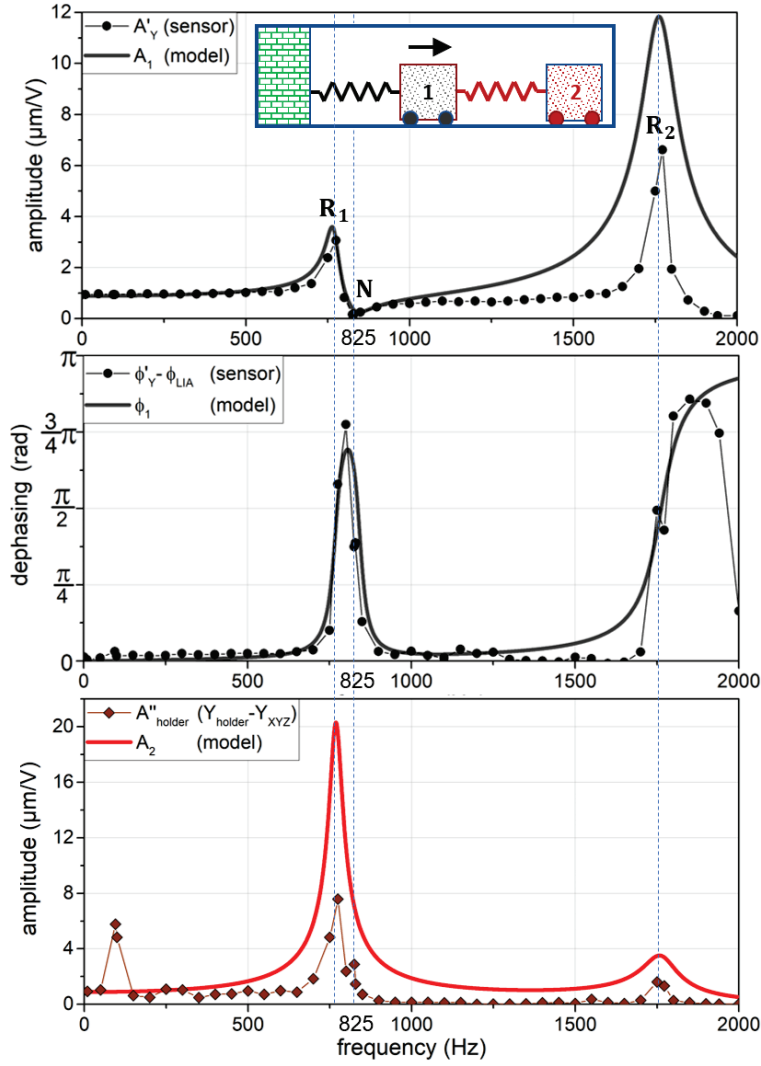 12
10
8
6
4
2
0
amplitude (µm/V)
A'Y (sensor)
A1 (model)
1
2
R1
N
R2
0
500
825
1000
1500
2000
π
3/4 π
π/2
π/4
0
dephasing (rad)
ϕ'Y- ϕLIA (sensor)
ϕ1 (model)
0
500
825
1000
1500
2000
20
16
12
8
4
0
amplitude (µm/V)
A"holder (Yholder-YXYZ)
A2 (model)
0
500
825
1000
1500
2000
frequency (Hz)